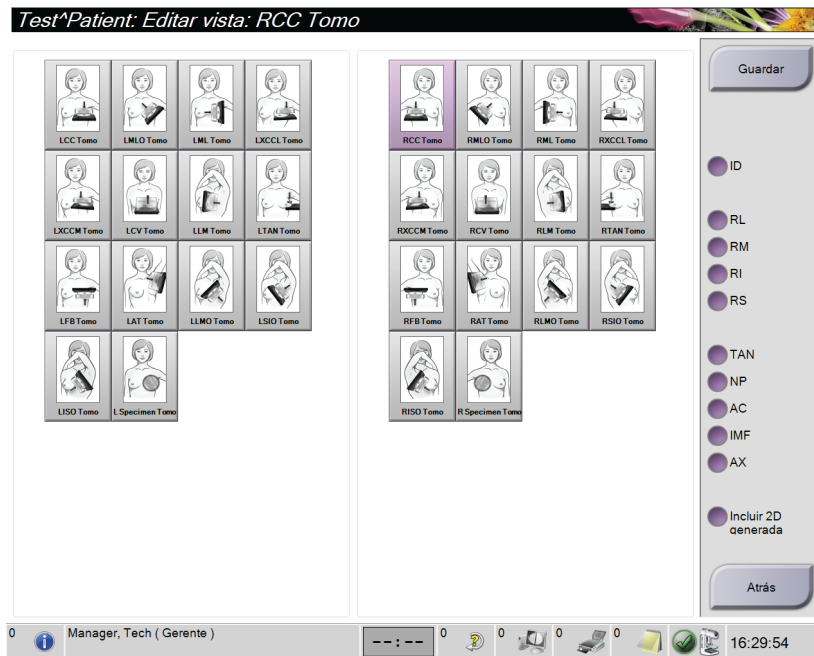 Test^Patient: Editar vista: RCC Tomo
LCC Tomo LMLO Tomo LML Tomo LXCCL Tomo
LXCCM Tomo LCV Tomo LLM Tomo LTAN Tomo
LFB Tomo LAT Tomo LLMO Tomo LSIO Tomo
LISO Tomo L Specimen Tomo
RCC Tomo RMLO Tomo RML Tomo RXCCL Tomo
RXCCM Tomo RCV Tomo RLM Tomo RTAN Tomo
RFB Tomo RAT Tomo RLMO Tomo RSIO Tomo
RISO Tomo R Specimen Tomo
Guardar
ID
RL
RM
RI
RS
TAN
NP
AC
IMF
AX
Incluir 2D
generada
Atrás
0 Manager, Tech ( Gerente ) --:-- 0 0 0 0 16:29:54